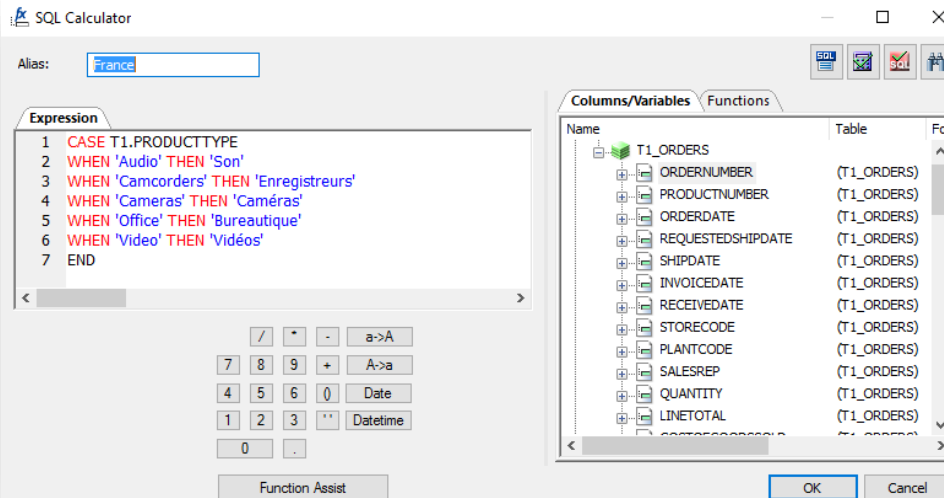 fx SQL Calculator
Alias: France
SQL SQL
Expression
1 CASE T1.PRODUCTTYPE
2 WHEN 'Audio' THEN 'Son'
3 WHEN 'Camcorders' THEN 'Enregistreurs'
4 WHEN 'Cameras' THEN 'Caméras'
5 WHEN 'Office' THEN 'Bureautique'
6 WHEN 'Video' THEN 'Vidéos'
7 END
/ * - a->A
7 8 9 + A->a
4 5 6 () Date
1 2 3 ' ' Datetime
0 .
Function Assist
Columns/Variables Functions
Name Table Fo
T1_ORDERS
ORDERNUMBER (T1_ORDERS)
PRODUCTNUMBER (T1_ORDERS)
ORDERDATE (T1_ORDERS)
REQUESTEDSHIPDATE (T1_ORDERS)
SHIPDATE (T1_ORDERS)
INVOICEDATE (T1_ORDERS)
RECEIVEDATE (T1_ORDERS)
STORECODE (T1_ORDERS)
PLANTCODE (T1_ORDERS)
SALESREP (T1_ORDERS)
QUANTITY (T1_ORDERS)
LINETOTAL (T1_ORDERS)
OK Cancel